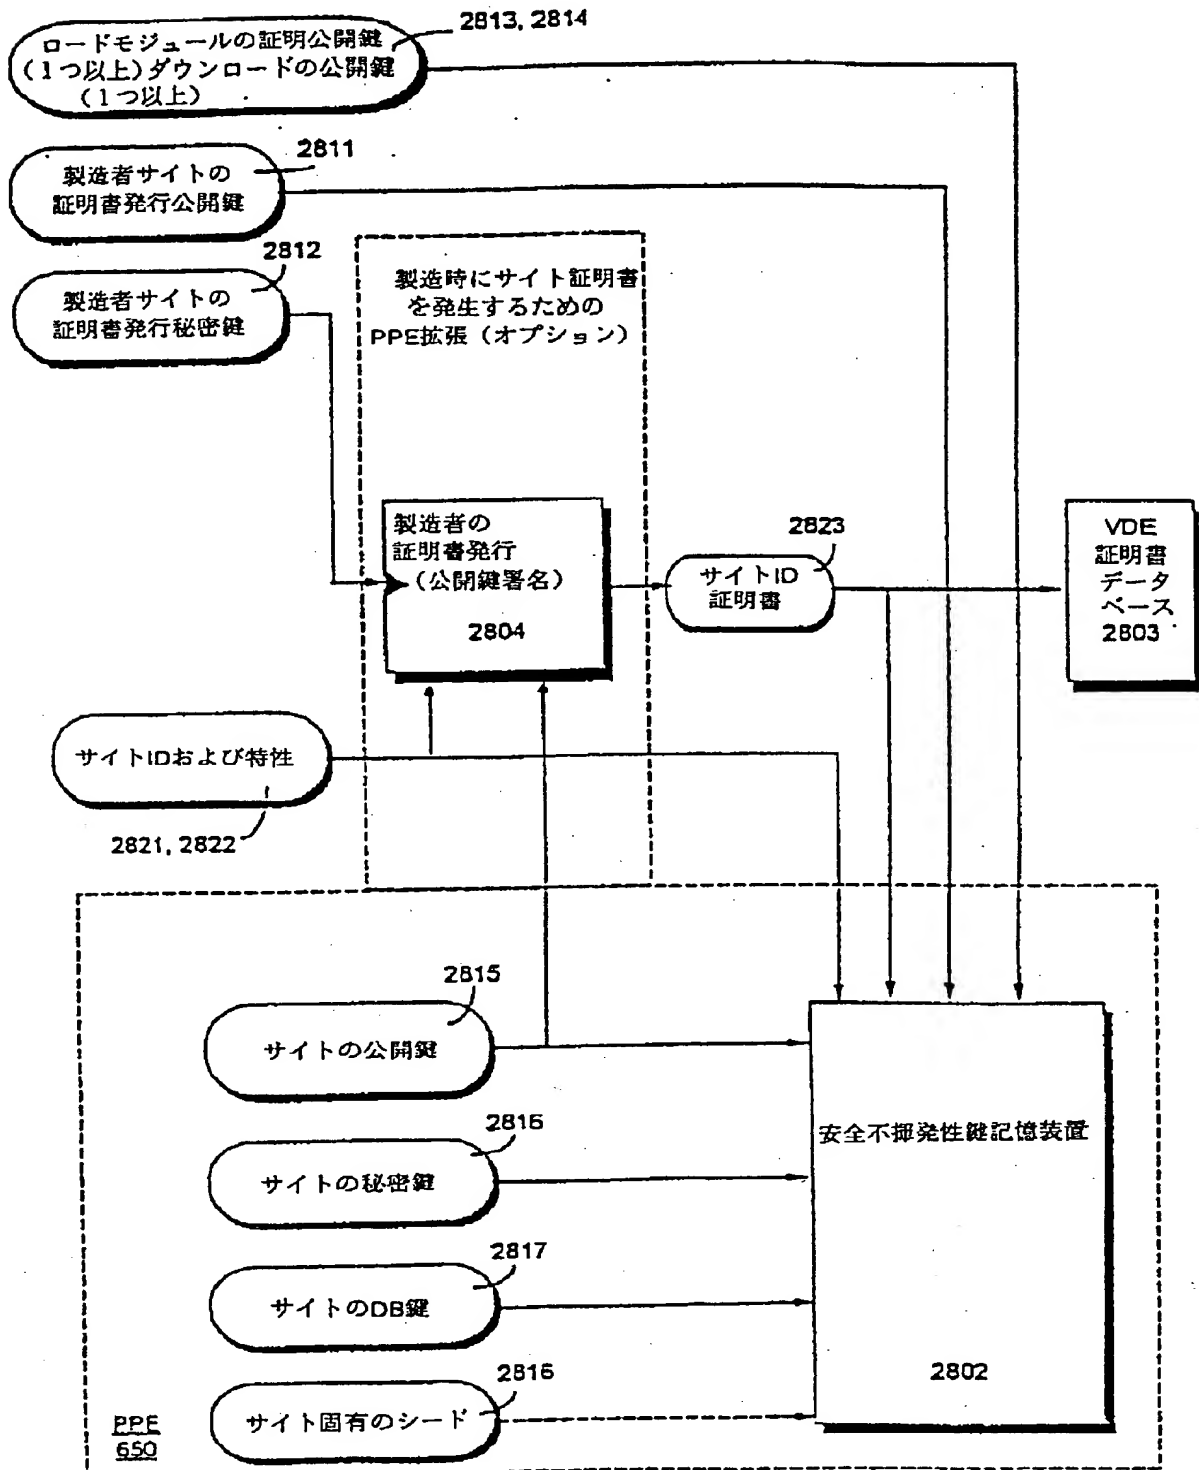 2813, 2814
ロードモジュールの証明公開鍵
(1つ以上)ダウンロードの公開鍵
(1つ以上)
2811
製造者サイトの
証明書発行公開鍵
2812
製造者サイトの
証明書発行秘密鍵
製造時にサイト証明書
を発生するための
PPE拡張(オプション)
製造者の
証明書発行
(公開鍵署名)
2804
2823
サイトID
証明書
VDE
証明書
データ
ベース
2803
サイトIDおよび特性
2821, 2822
2815
サイトの公開鍵
2816
サイトの秘密鍵
2817
サイトのDB鍵
2816
サイト固有のシード
安全不揮発性鍵記憶装置
2802
PPE
650